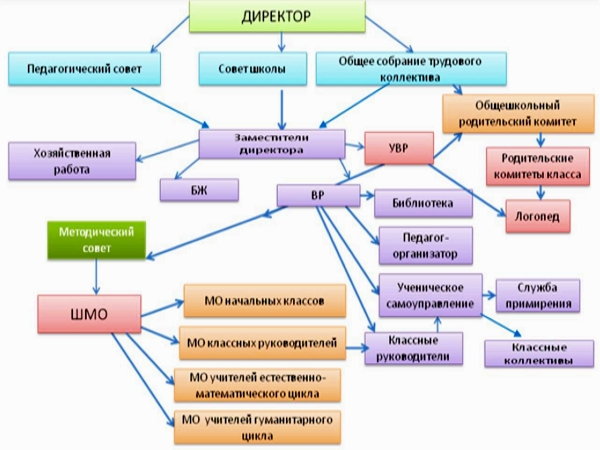 ДИРЕКТОР
Педагогический совет
Совет школы
Общее собрание трудового
коллектива
Общешкольный
родительский комитет
Заместители
директора
УВР
Хозяйственная
работа
Родительские
комитеты класса
БЖ
ВР
Библиотека
Логопед
Методический
совет
Педагог-
организатор
Ученическое
самоуправление
Служба
примирения
ШМО
МО начальных классов
МО классных руководителей
Классные
руководители
Классные
коллективы
МО учителей естественно-
математического цикла
МО учителей гуманитарного
цикла